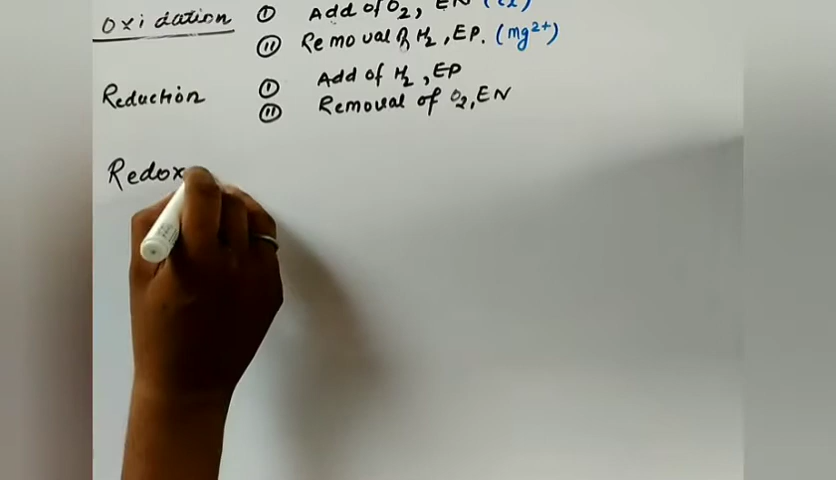 Oxidation ① Add of O₂, EN (Cl)
⑪ Removal of H₂, EP. (mg²⁺)
Reduction ① Add of H₂, EP
⑪ Removal of O₂, EN
Redox